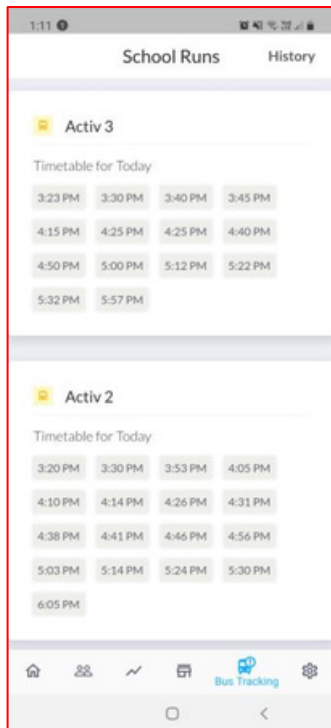 1:11
School Runs History
Activ 3
Timetable for Today
3:23 PM 3:30 PM 3:40 PM 3:45 PM
4:15 PM 4:25 PM 4:25 PM 4:40 PM
4:50 PM 5:00 PM 5:12 PM 5:22 PM
5:32 PM 5:57 PM
Activ 2
Timetable for Today
3:20 PM 3:30 PM 3:53 PM 4:05 PM
4:10 PM 4:14 PM 4:26 PM 4:31 PM
4:38 PM 4:41 PM 4:46 PM 4:56 PM
5:03 PM 5:14 PM 5:24 PM 5:30 PM
6:05 PM
Bus Tracking